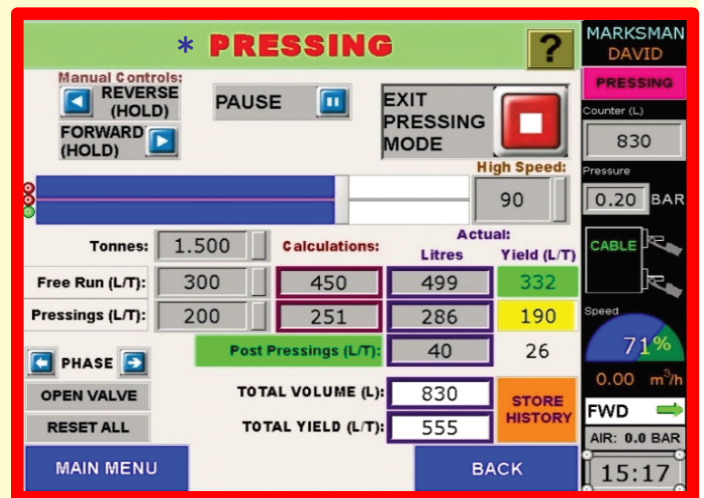 * PRESSING
?
MARKSMAN
DAVID
Manual Controls:
REVERSE
(HOLD)
FORWARD
(HOLD)
PAUSE
EXIT
PRESSING
MODE
PRESSING
Counter (L)
830
High Speed:
90
Pressure
0.20 BAR
Tonnes: 1.500 Calculations:
Actual:
Litres Yield (L/T)
CABLE
Free Run (L/T): 300 450 499 332
Pressings (L/T): 200 251 286 190
Post Pressings (L/T): 40 26
Speed
71%
0.00 m³/h
PHASE
OPEN VALVE
RESET ALL
TOTAL VOLUME (L): 830
TOTAL YIELD (L/T): 555
STORE
HISTORY
FWD
AIR: 0.0 BAR
MAIN MENU
BACK
15:17